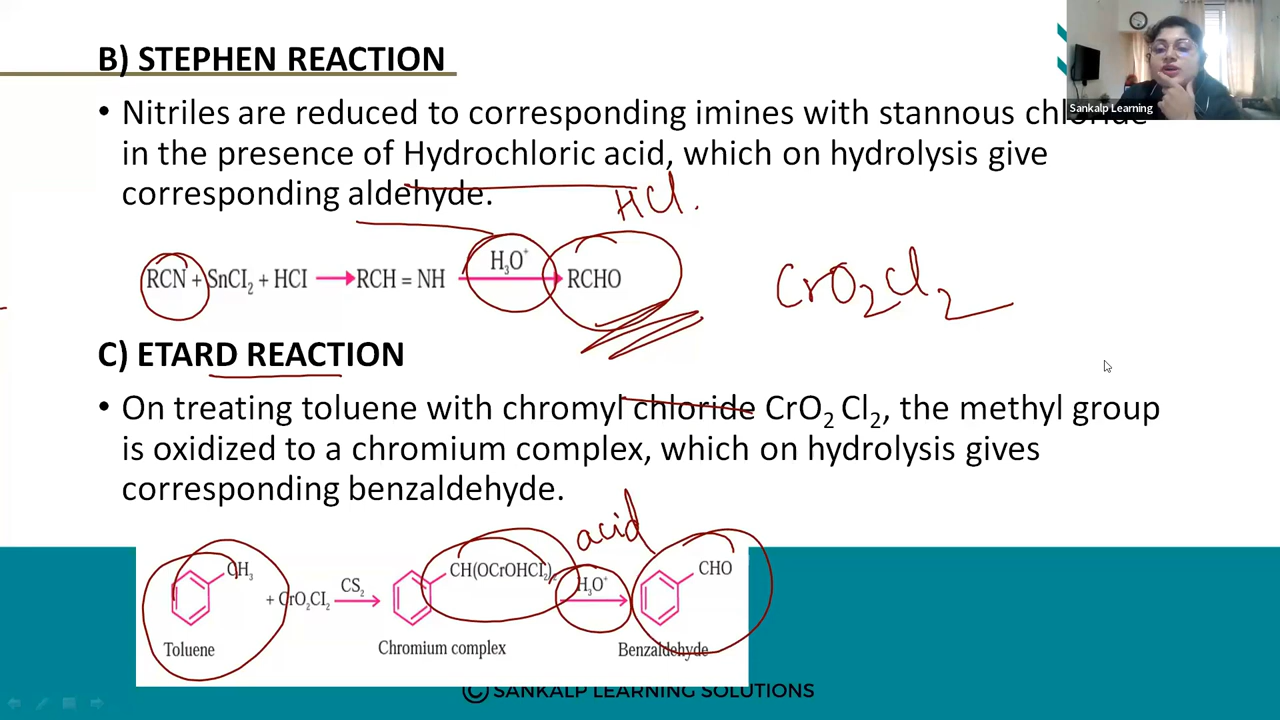 B) STEPHEN REACTION
Sankalp Learning
• Nitriles are reduced to corresponding imines with stannous chloride
in the presence of Hydrochloric acid, which on hydrolysis give
corresponding aldehyde.
HCl.
RCN + SnCl₂ + HCl → RCH = NH H₃O⁺ → RCHO
CrO₂Cl₂
C) ETARD REACTION
• On treating toluene with chromyl chloride CrO₂ Cl₂, the methyl group
is oxidized to a chromium complex, which on hydrolysis gives
corresponding benzaldehyde.
acid
CH₃ + CrO₂Cl₂ CS₂ → CH(OCrOHCl₂)₂ H₃O⁺ → CHO
Toluene Chromium complex Benzaldehyde
© SANKALP LEARNING SOLUTIONS